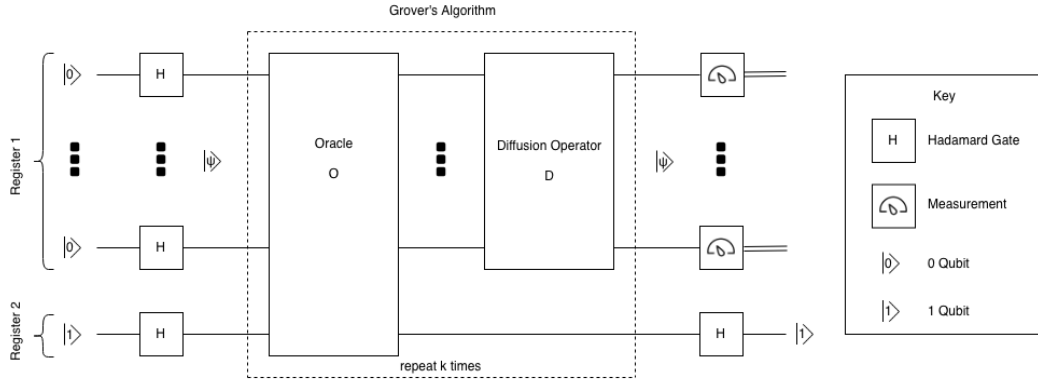 Grover's Algorithm
Register 1
|0>
H
|ψ>
|0>
H
Oracle
O
Diffusion Operator
D
|ψ>
Register 2
|1>
H
H
|1>
repeat k times
Key
H
Hadamard Gate
Measurement
|0>
0 Qubit
|1>
1 Qubit